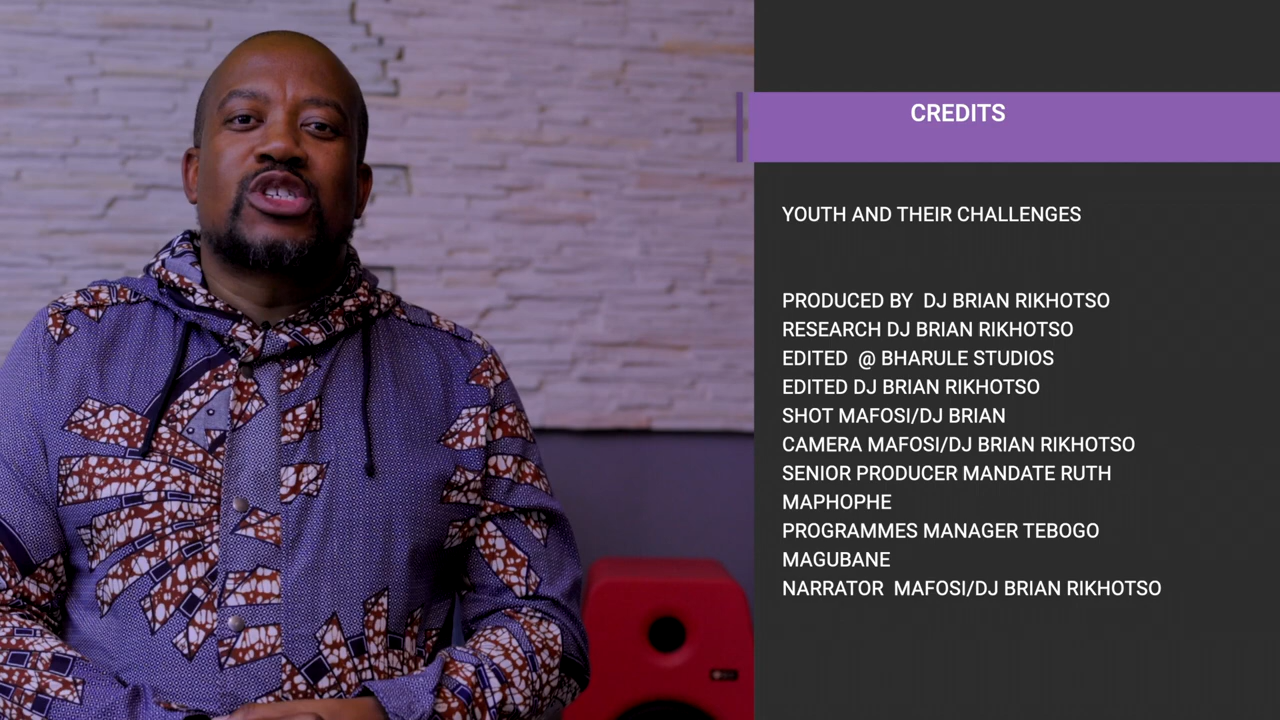 CREDITS
YOUTH AND THEIR CHALLENGES
PRODUCED BY  DJ BRIAN RIKHOTSO
RESEARCH DJ BRIAN RIKHOTSO
EDITED  @ BHARULE STUDIOS
EDITED DJ BRIAN RIKHOTSO
SHOT MAFOSI/DJ BRIAN
CAMERA MAFOSI/DJ BRIAN RIKHOTSO
SENIOR PRODUCER MANDATE RUTH
MAPHOPHE
PROGRAMMES MANAGER TEBOGO
MAGUBANE
NARRATOR  MAFOSI/DJ BRIAN RIKHOTSO